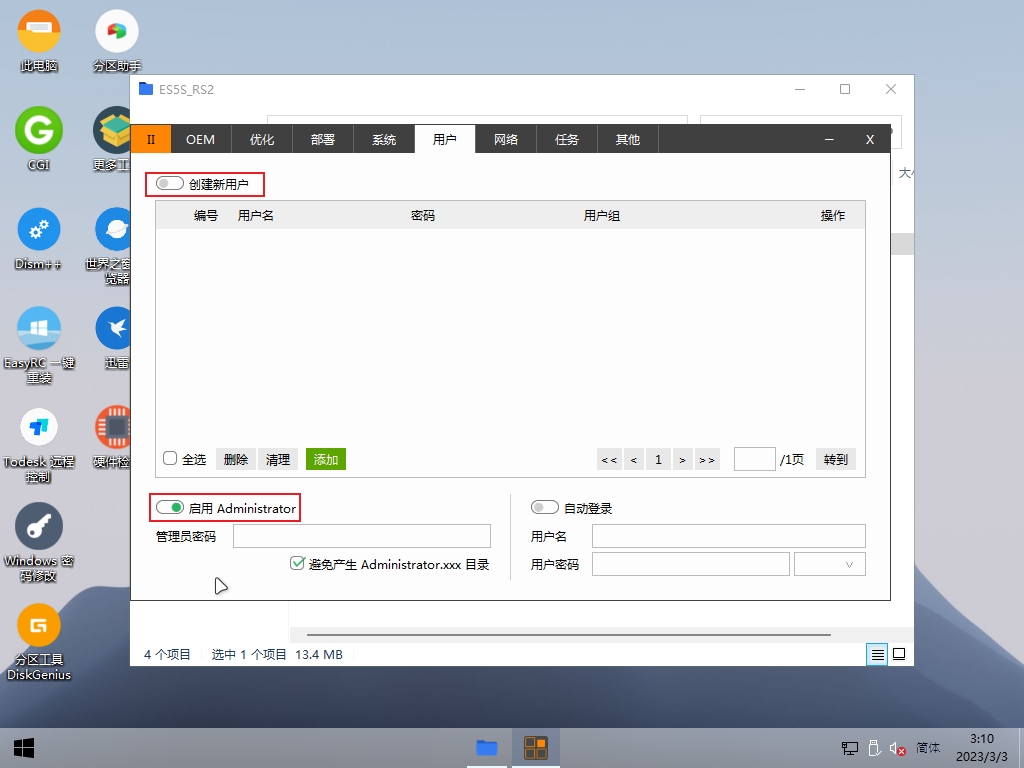 此电脑
分区助手
CGI
更多工
Dism++
世界之窗
览器
EasyRC 一键
重装
迅雷
Todesk 远程
控制
硬件检
Windows 密
码修改
分区工具
DiskGenius
ES5S_RS2
II OEM 优化 部署 系统 用户 网络 任务 其他 X
大小
创建新用户
编号 用户名 密码 用户组 操作
全选 删除 清理 添加 << < 1 > >> /1页 转到
启用 Administrator
自动登录
管理员密码
用户名
避免产生 Administrator.xxx 目录
用户密码
4 个项目 选中 1 个项目 13.4 MB
简体
3:10
2023/3/3